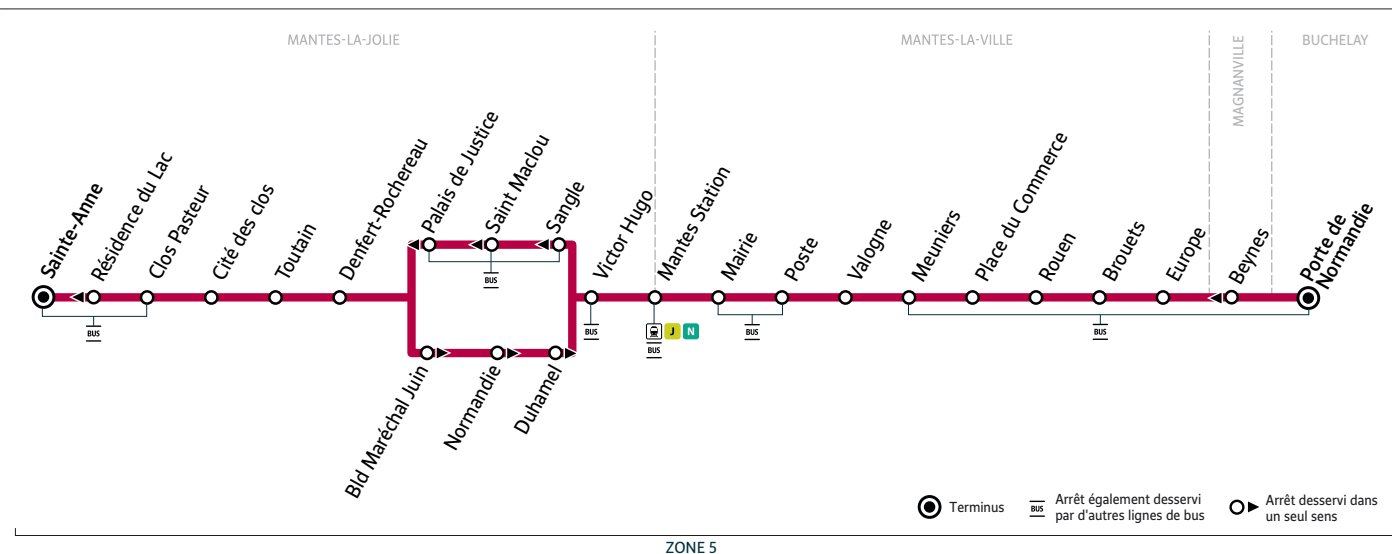 MANTES-LA-JOLIE
MANTES-LA-VILLE
MAGNANVILLE
BUCHELAY
Sainte-Anne
Résidence du Lac
Clos Pasteur
Cité des clos
Toutain
Denfert-Rochereau
Palais de Justice
Saint Maclou
Sangle
Victor Hugo
Mantes Station
Mairie
Poste
Valogne
Meuniers
Place du Commerce
Rouen
Brouets
Europe
Beynes
Porte de
Normandie
BUS
BUS
BUS
J N
BUS
BUS
BUS
Bld Maréchal Juin
Normandie
Duhamel
Terminus
BUS
Arrêt également desservi
par d'autres lignes de bus
Arrêt desservi dans
un seul sens
ZONE 5